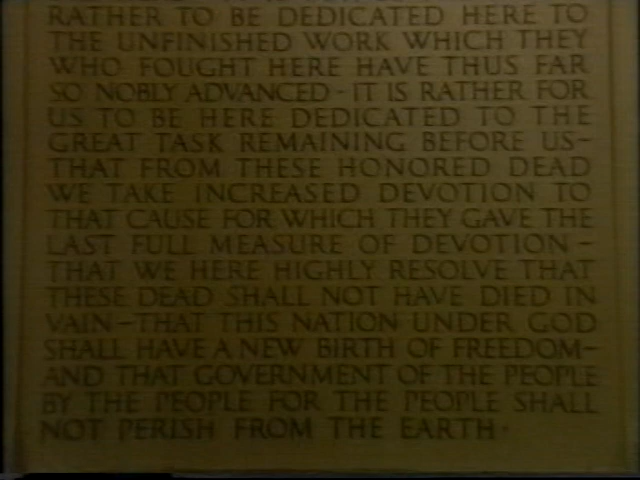 RATHER TO BE DEDICATED HERE TO
THE UNFINISHED WORK WHICH THEY
WHO FOUGHT HERE HAVE THUS FAR
SO NOBLY ADVANCED · IT IS RATHER FOR
US TO BE HERE DEDICATED TO THE
GREAT TASK REMAINING BEFORE US–
THAT FROM THESE HONORED DEAD
WE TAKE INCREASED DEVOTION TO
THAT CAUSE FOR WHICH THEY GAVE THE
LAST FULL MEASURE OF DEVOTION –
THAT WE HERE HIGHLY RESOLVE THAT
THESE DEAD SHALL NOT HAVE DIED IN
VAIN–THAT THIS NATION UNDER GOD
SHALL HAVE A NEW BIRTH OF FREEDOM–
AND THAT GOVERNMENT OF THE PEOPLE
BY THE PEOPLE FOR THE PEOPLE SHALL
NOT PERISH FROM THE EARTH ·